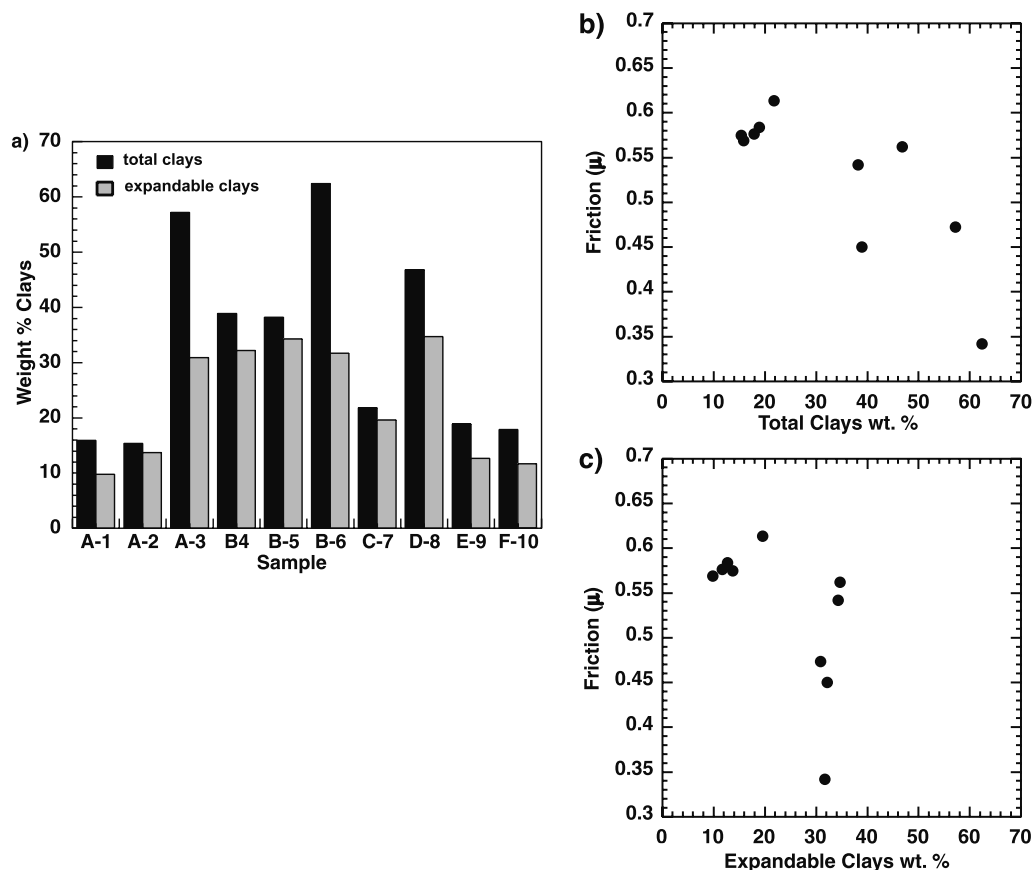 a)
70
60
50
40
30
20
10
0
Weight % Clays
total clays
expandable clays
A-1 A-2 A-3 B4 B-5 B-6 C-7 D-8 E-9 F-10
Sample
b)
0.7
0.65
0.6
0.55
0.5
0.45
0.4
0.35
0.3
Friction (μ)
0 10 20 30 40 50 60 70
Total Clays wt. %
c)
0.7
0.65
0.6
0.55
0.5
0.45
0.4
0.35
0.3
Friction (μ)
0 10 20 30 40 50 60 70
Expandable Clays wt. %